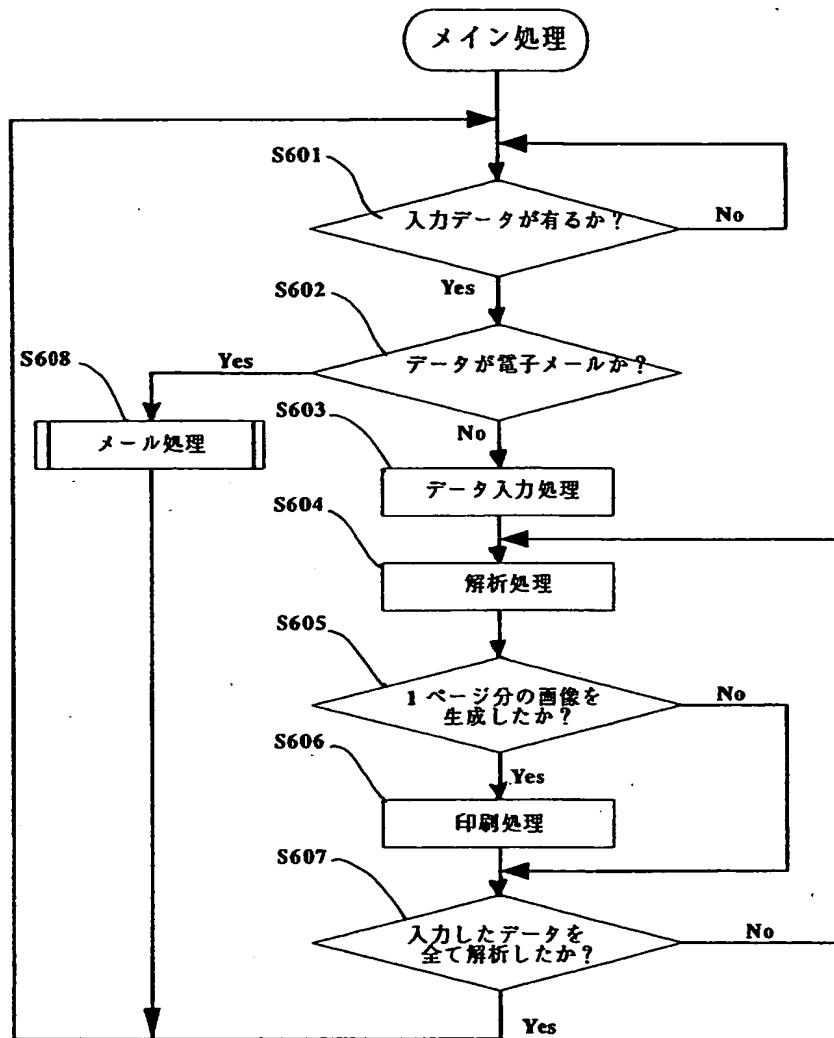 メイン処理
S601
入力データが有るか？
No
Yes
S602
データが電子メールか？
Yes
S608
メール処理
No
S603
データ入力処理
S604
解析処理
S605
1 ページ分の画像を
生成したか？
No
Yes
S606
印刷処理
S607
入力したデータを
全て解析したか？
No
Yes